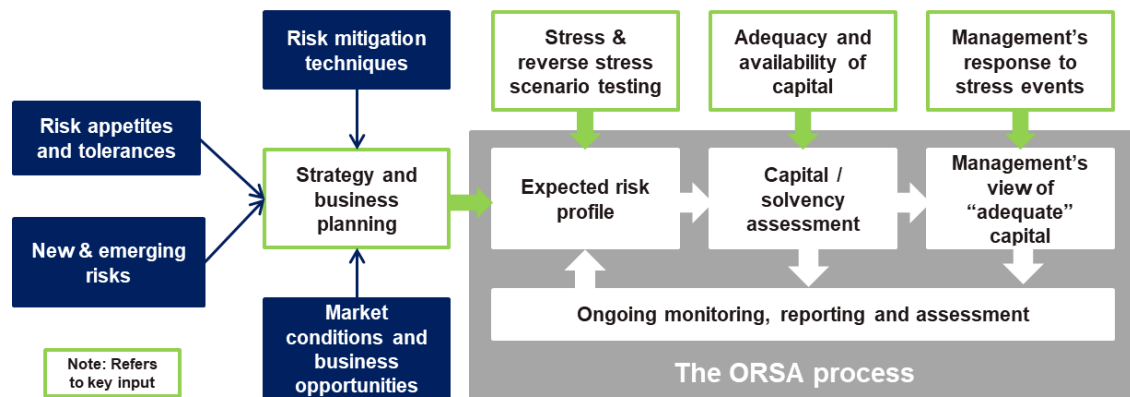 Risk mitigation
techniques
Stress &
reverse stress
scenario testing
Adequacy and
availability of
capital
Management's
response to
stress events
Risk appetites
and tolerances
Strategy and
business
planning
Expected risk
profile
Capital /
solvency
assessment
Management's
view of
“adequate”
capital
New & emerging
risks
Market
conditions and
business
opportunities
Ongoing monitoring, reporting and assessment
Note: Refers
to key input
The ORSA process